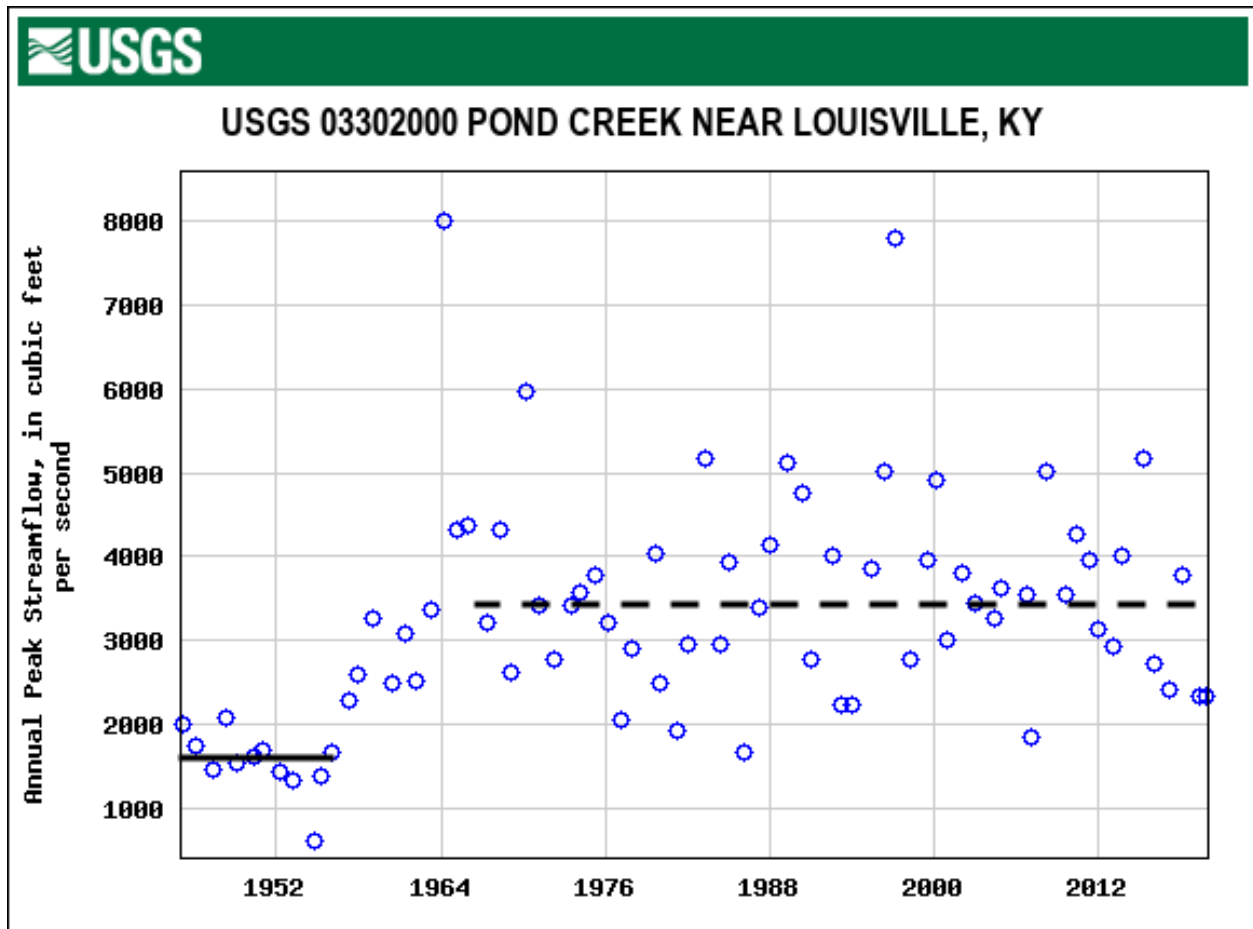 USGS
USGS 03302000 POND CREEK NEAR LOUISVILLE, KY
Annual Peak Streamflow, in cubic feet
per second
8000
7000
6000
5000
4000
3000
2000
1000
1952 1964 1976 1988 2000 2012